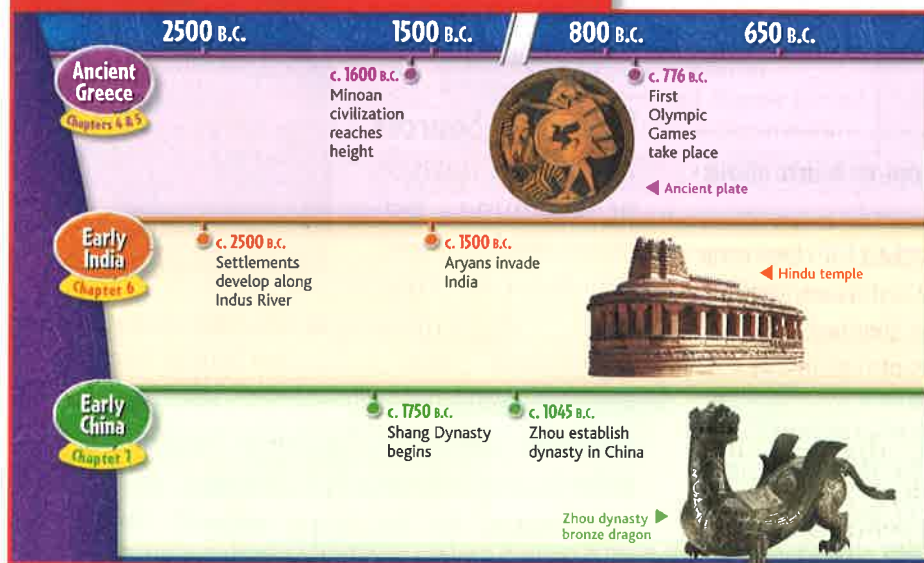 2500 B.C. 1500 B.C. 800 B.C. 650 B.C.
Ancient
Greece
Chapters 4 & 5
c. 1600 B.C.
Minoan
civilization
reaches
height
c. 776 B.C.
First
Olympic
Games
take place
Ancient plate
Early
India
Chapter 6
c. 2500 B.C.
Settlements
develop along
Indus River
c. 1500 B.C.
Aryans invade
India
Hindu temple
Early
China
Chapter 7
c. 1750 B.C.
Shang Dynasty
begins
c. 1045 B.C.
Zhou establish
dynasty in China
Zhou dynasty
bronze dragon